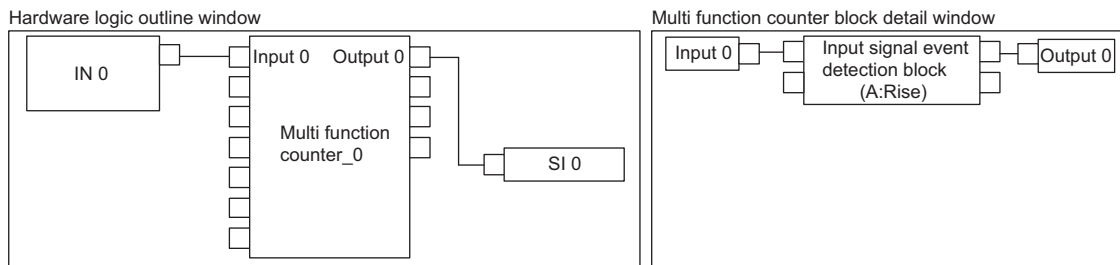 Hardware logic outline window
IN 0
Input 0
Output 0
Multi function
counter_0
SI 0
Multi function counter block detail window
Input 0
Input signal event
detection block
(A:Rise)
Output 0